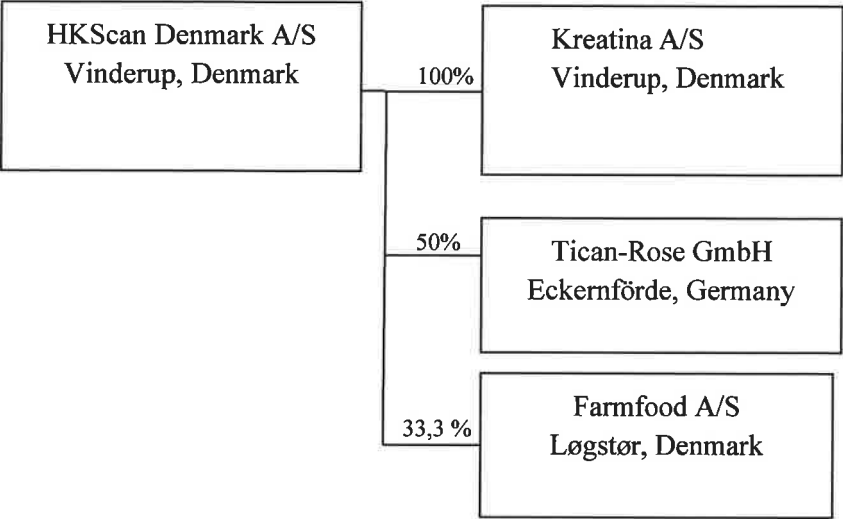 HKScan Denmark A/S
Vinderup, Denmark
100%
Kreatina A/S
Vinderup, Denmark
50%
Tican-Rose GmbH
Eckernförde, Germany
33,3 %
Farmfood A/S
Løgstør, Denmark